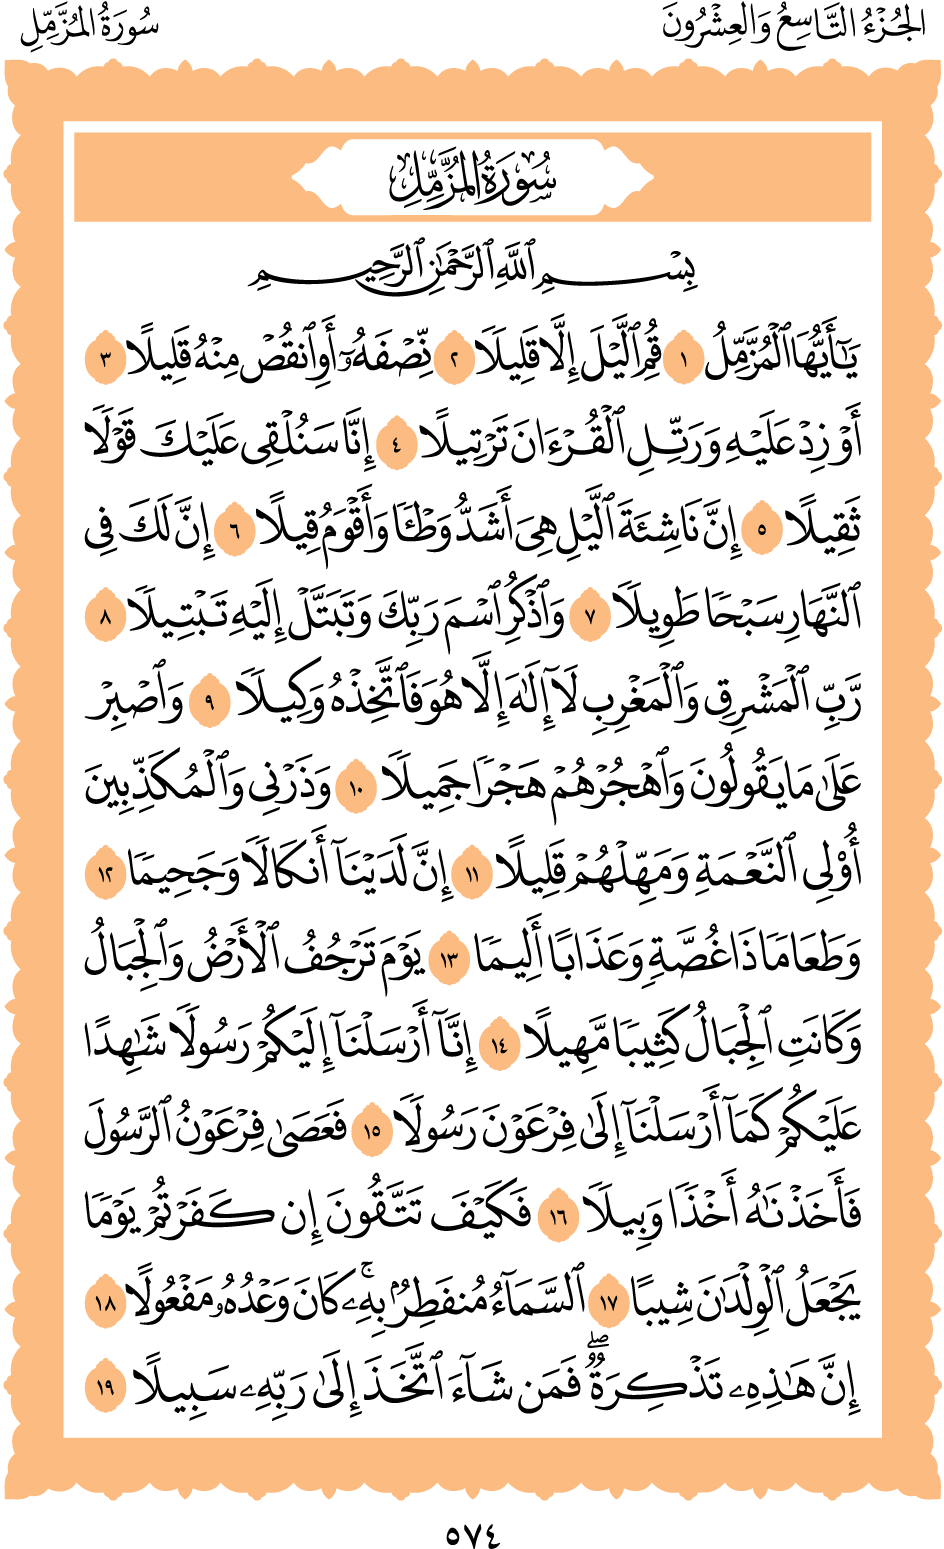 الجُزْءُ التَّاسِعُ وَالعِشْرُونَ
سُورَةُ المُزَّمِّلِ
سُورَةُ المُزَّمِّلِ
بِسْمِ ٱللَّهِ ٱلرَّحْمَٰنِ ٱلرَّحِيمِ
يَٰٓأَيُّهَا ٱلْمُزَّمِّلُ ١ قُمِ ٱلَّيْلَ إِلَّا قَلِيلًا ٢ نِّصْفَهُۥٓ أَوِ ٱنقُصْ مِنْهُ قَلِيلًا ٣
أَوْ زِدْ عَلَيْهِ وَرَتِّلِ ٱلْقُرْءَانَ تَرْتِيلًا ٤ إِنَّا سَنُلْقِى عَلَيْكَ قَوْلًا
ثَقِيلًا ٥ إِنَّ نَاشِئَةَ ٱلَّيْلِ هِىَ أَشَدُّ وَطْـًٔا وَأَقْوَمُ قِيلًا ٦ إِنَّ لَكَ فِى
ٱلنَّهَارِ سَبْحًا طَوِيلًا ٧ وَٱذْكُرِ ٱسْمَ رَبِّكَ وَتَبَتَّلْ إِلَيْهِ تَبْتِيلًا ٨
رَّبُّ ٱلْمَشْرِقِ وَٱلْمَغْرِبِ لَآ إِلَٰهَ إِلَّا هُوَ فَٱتَّخِذْهُ وَكِيلًا ٩ وَٱصْبِرْ
عَلَىٰ مَا يَقُولُونَ وَٱهْجُرْهُمْ هَجْرًا جَمِيلًا ١٠ وَذَرْنِى وَٱلْمُكَذِّبِينَ
أُو۟لِى ٱلنَّعْمَةِ وَمَهِّلْهُمْ قَلِيلًا ١١ إِنَّ لَدَيْنَآ أَنكَالًا وَجَحِيمًا ١٢
وَطَعَامًا ذَا غُصَّةٍ وَعَذَابًا أَلِيمًا ١٣ يَوْمَ تَرْجُفُ ٱلْأَرْضُ وَٱلْجِبَالُ
وَكَانَتِ ٱلْجِبَالُ كَثِيبًا مَّهِيلًا ١٤ إِنَّآ أَرْسَلْنَآ إِلَيْكُمْ رَسُولًا شَٰهِدًا
عَلَيْكُمْ كَمَآ أَرْسَلْنَآ إِلَىٰ فِرْعَوْنَ رَسُولًا ١٥ فَعَصَىٰ فِرْعَوْنُ ٱلرَّسُولَ
فَأَخَذْنَٰهُ أَخْذًا وَبِيلًا ١٦ فَكَيْفَ تَتَّقُونَ إِن كَفَرْتُمْ يَوْمًا
يَجْعَلُ ٱلْوِلْدَٰنَ شِيبًا ١٧ ٱلسَّمَآءُ مُنفَطِرٌۢ بِهِۦ ۚ كَانَ وَعْدُهُۥ مَفْعُولًا ١٨
إِنَّ هَٰذِهِۦ تَذْكِرَةٌ ۖ فَمَن شَآءَ ٱتَّخَذَ إِلَىٰ رَبِّهِۦ سَبِيلًا ١٩
٥٧٤